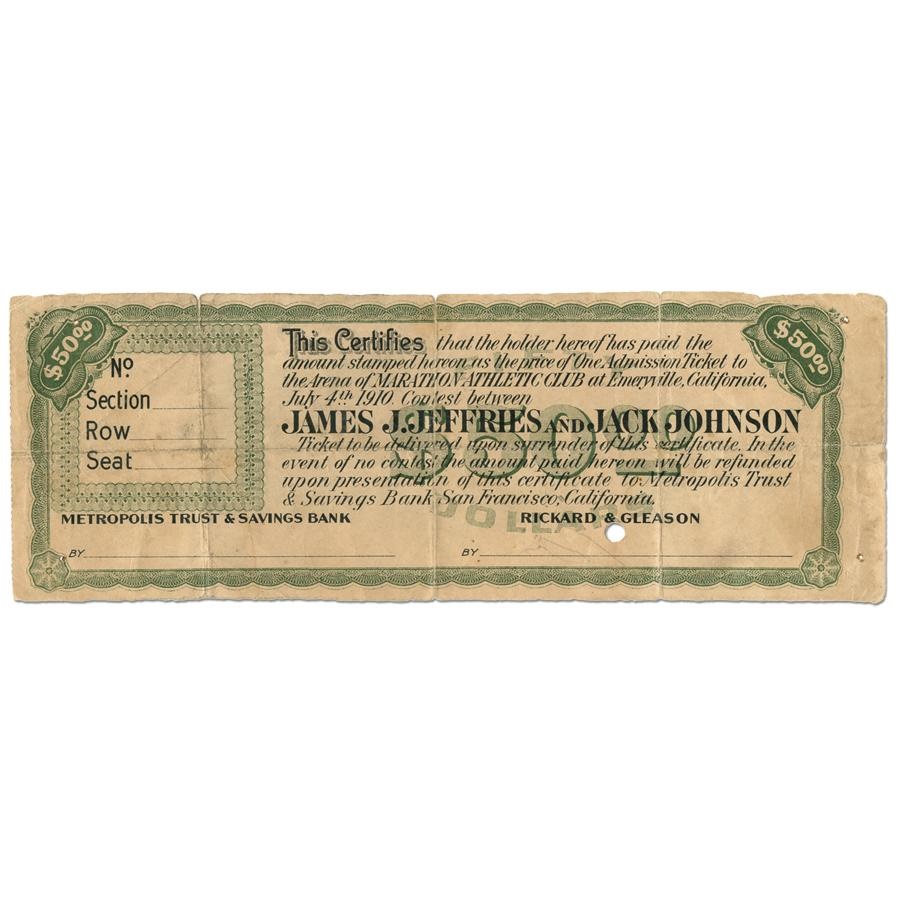 $50.00
$50.00
No
Section
Row
Seat
This Certifies that the holder hereof has paid the
amount stamped hereon as the price of One Admission Ticket to
the Arena of MARATHON ATHLETIC CLUB at Emeryville, California,
July 4th 1910. Contest between
JAMES J. JEFFRIES AND JACK JOHNSON
Ticket to be delivered upon surrender of this certificate. In the
event of no contest the amount paid hereon will be refunded
upon presentation of this certificate to Metropolis Trust
& Savings Bank San Francisco, California.
$50.00
DOLLARS
METROPOLIS TRUST & SAVINGS BANK
RICKARD & GLEASON
BY
BY